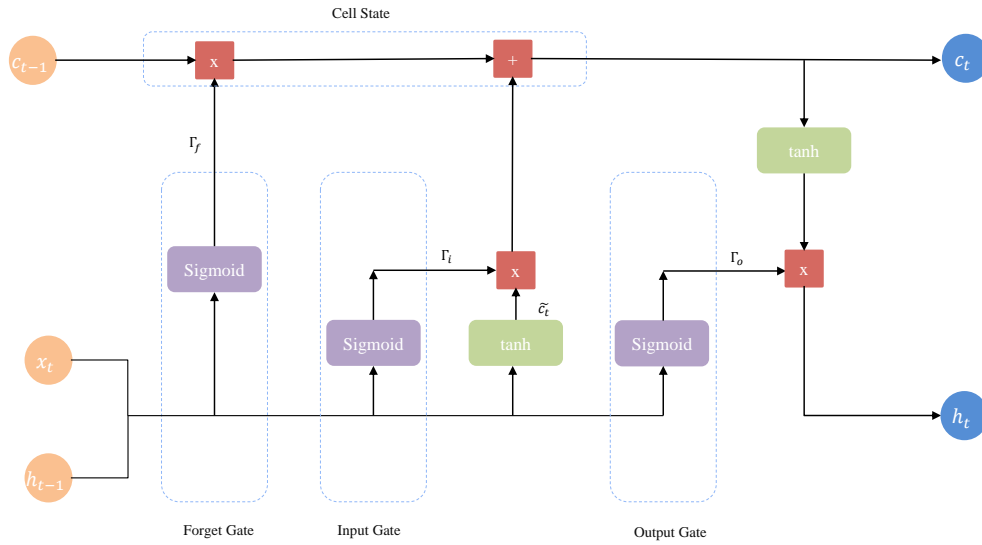 Cell State
c_{t-1}
x
+
c_t
Γ_f
tanh
Sigmoid
Γ_i
x
Γ_o
x
c̃_t
x_t
Sigmoid
tanh
Sigmoid
h_t
h_{t-1}
Forget Gate
Input Gate
Output Gate